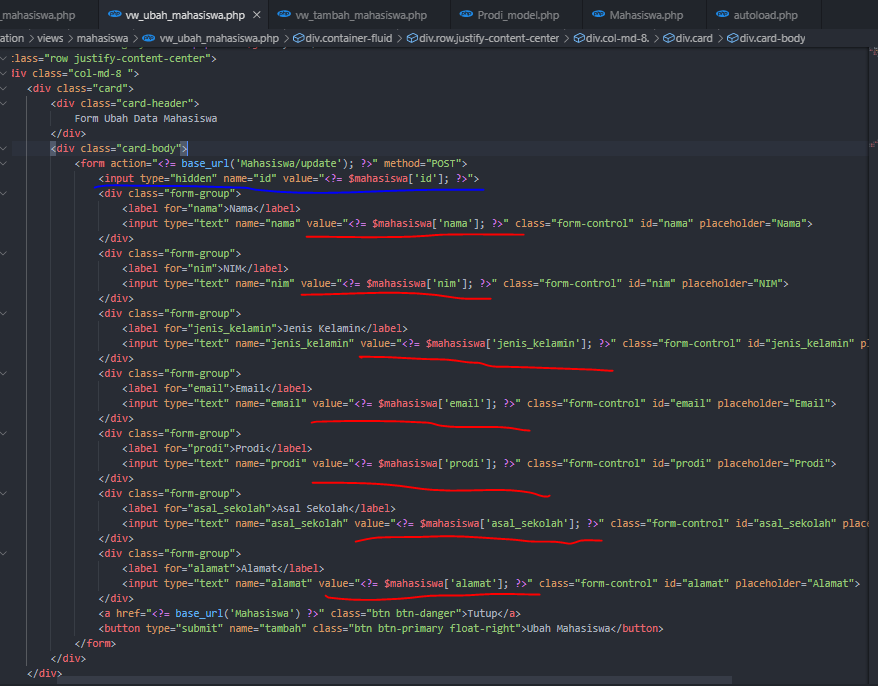 _mahasiswa.php vw_ubah_mahasiswa.php vw_tambah_mahasiswa.php Prodi_model.php Mahasiswa.php autoload.php
ation > views > mahasiswa > vw_ubah_mahasiswa.php > div.container-fluid > div.row.justify-content-center > div.col-md-8. > div.card > div.card-body
:lass="row justify-content-center">
liv class="col-md-8 ">
<div class="card">
<div class="card-header">
Form Ubah Data Mahasiswa
</div>
<div class="card-body">
<form action="<?= base_url('Mahasiswa/update'); ?>" method="POST">
<input type="hidden" name="id" value="<?= $mahasiswa['id']; ?>">
<div class="form-group">
<label for="nama">Nama</label>
<input type="text" name="nama" value="<?= $mahasiswa['nama']; ?>" class="form-control" id="nama" placeholder="Nama">
</div>
<div class="form-group">
<label for="nim">NIM</label>
<input type="text" name="nim" value="<?= $mahasiswa['nim']; ?>" class="form-control" id="nim" placeholder="NIM">
</div>
<div class="form-group">
<label for="jenis_kelamin">Jenis Kelamin</label>
<input type="text" name="jenis_kelamin" value="<?= $mahasiswa['jenis_kelamin']; ?>" class="form-control" id="jenis_kelamin" pl
</div>
<div class="form-group">
<label for="email">Email</label>
<input type="text" name="email" value="<?= $mahasiswa['email']; ?>" class="form-control" id="email" placeholder="Email">
</div>
<div class="form-group">
<label for="prodi">Prodi</label>
<input type="text" name="prodi" value="<?= $mahasiswa['prodi']; ?>" class="form-control" id="prodi" placeholder="Prodi">
</div>
<div class="form-group">
<label for="asal_sekolah">Asal Sekolah</label>
<input type="text" name="asal_sekolah" value="<?= $mahasiswa['asal_sekolah']; ?>" class="form-control" id="asal_sekolah" place
</div>
<div class="form-group">
<label for="alamat">Alamat</label>
<input type="text" name="alamat" value="<?= $mahasiswa['alamat']; ?>" class="form-control" id="alamat" placeholder="Alamat">
</div>
<a href="<?= base_url('Mahasiswa') ?>" class="btn btn-danger">Tutup</a>
<button type="submit" name="tambah" class="btn btn-primary float-right">Ubah Mahasiswa</button>
</form>
</div>
</div>